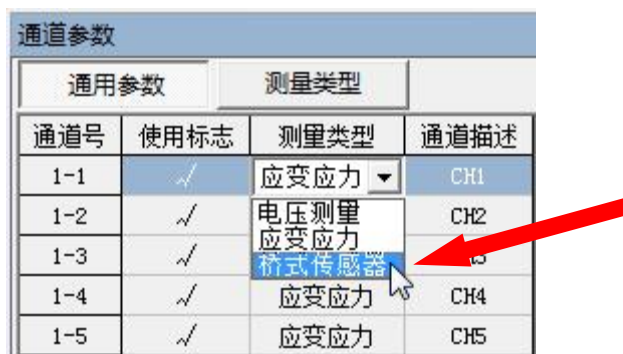 通道参数
通用参数 测量类型
通道号 使用标志 测量类型 通道描述
1-1 √ 应变应力 CH1
1-2 √ 电压测量 CH2
应变应力
1-3 √ 桥式传感器
1-4 √ 应变应力 CH4
1-5 √ 应变应力 CH5